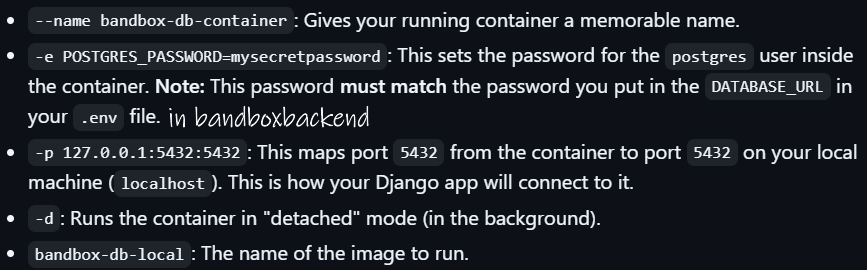 --name bandbox-db-container: Gives your running container a memorable name.
-e POSTGRES_PASSWORD=mysecretpassword: This sets the password for the postgres user inside
the container. Note: This password must match the password you put in the DATABASE_URL in
your .env file. in bandboxbackend
-p 127.0.0.1:5432:5432: This maps port 5432 from the container to port 5432 on your local
machine (localhost). This is how your Django app will connect to it.
-d: Runs the container in "detached" mode (in the background).
bandbox-db-local: The name of the image to run.